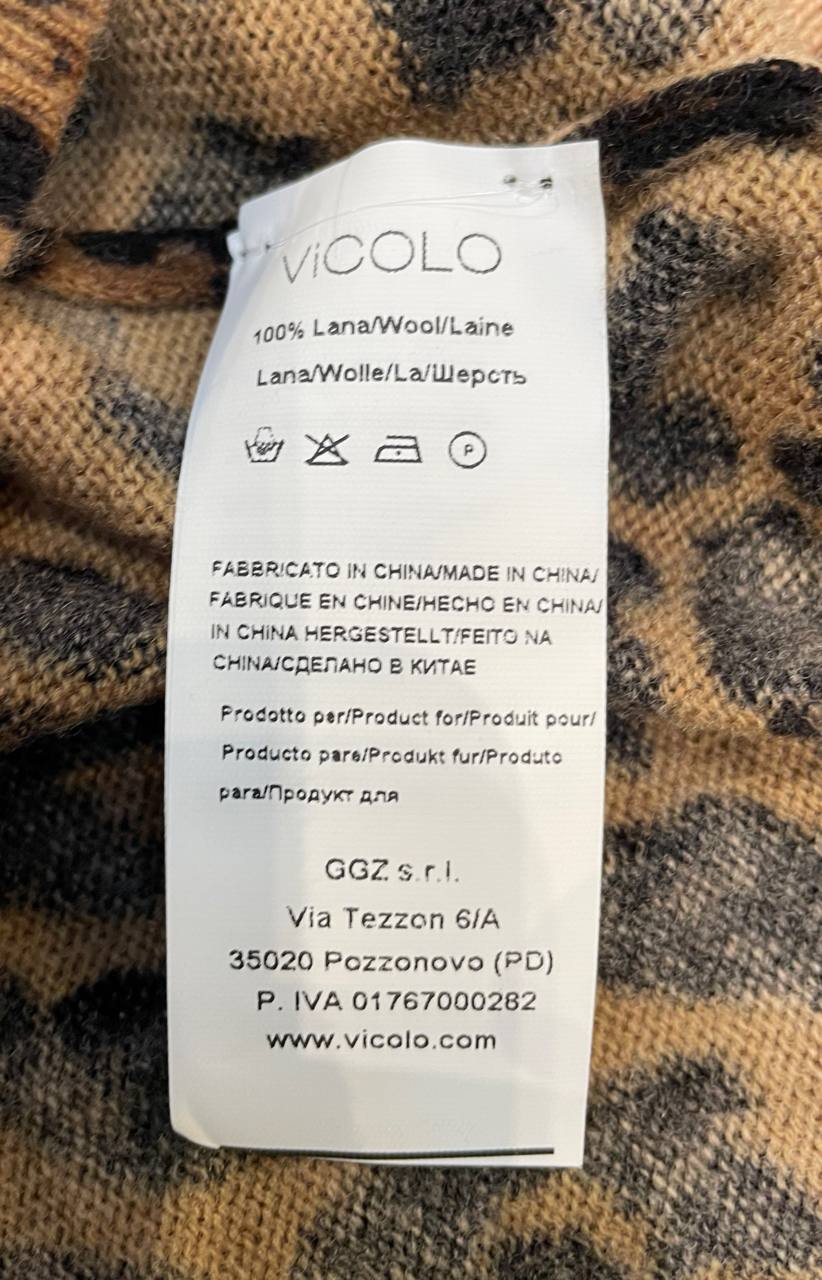 ViCOLO
100% Lana/Wool/Laine
Lana/Wolle/La/Шерсть
P
FABBRICATO IN CHINA/MADE IN CHINA/
FABRIQUE EN CHINE/HECHO EN CHINA/
IN CHINA HERGESTELLT/FEITO NA
CHINA/СДЕЛАНО В КИТАЕ
Prodotto per/Product for/Produit pour/
Producto para/Produkt fur/Produto
para/Продукт для
GGZ s.r.l.
Via Tezzon 6/A
35020 Pozzonovo (PD)
P. IVA 01767000282
www.vicolo.com